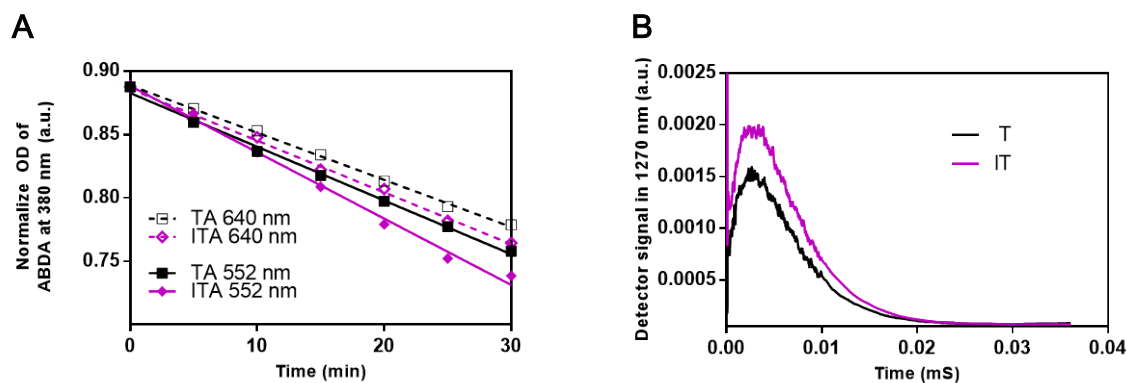 A
Normalize OD of
ABDA at 380 nm (a.u.)
0.90
0.85
0.80
0.75
TA 640 nm
ITA 640 nm
TA 552 nm
ITA 552 nm
0
10
20
30
Time (min)
B
Detector signal in 1270 nm (a.u.)
0.0025
0.0020
0.0015
0.0010
0.0005
T
IT
0.00
0.01
0.02
0.03
0.04
Time (mS)